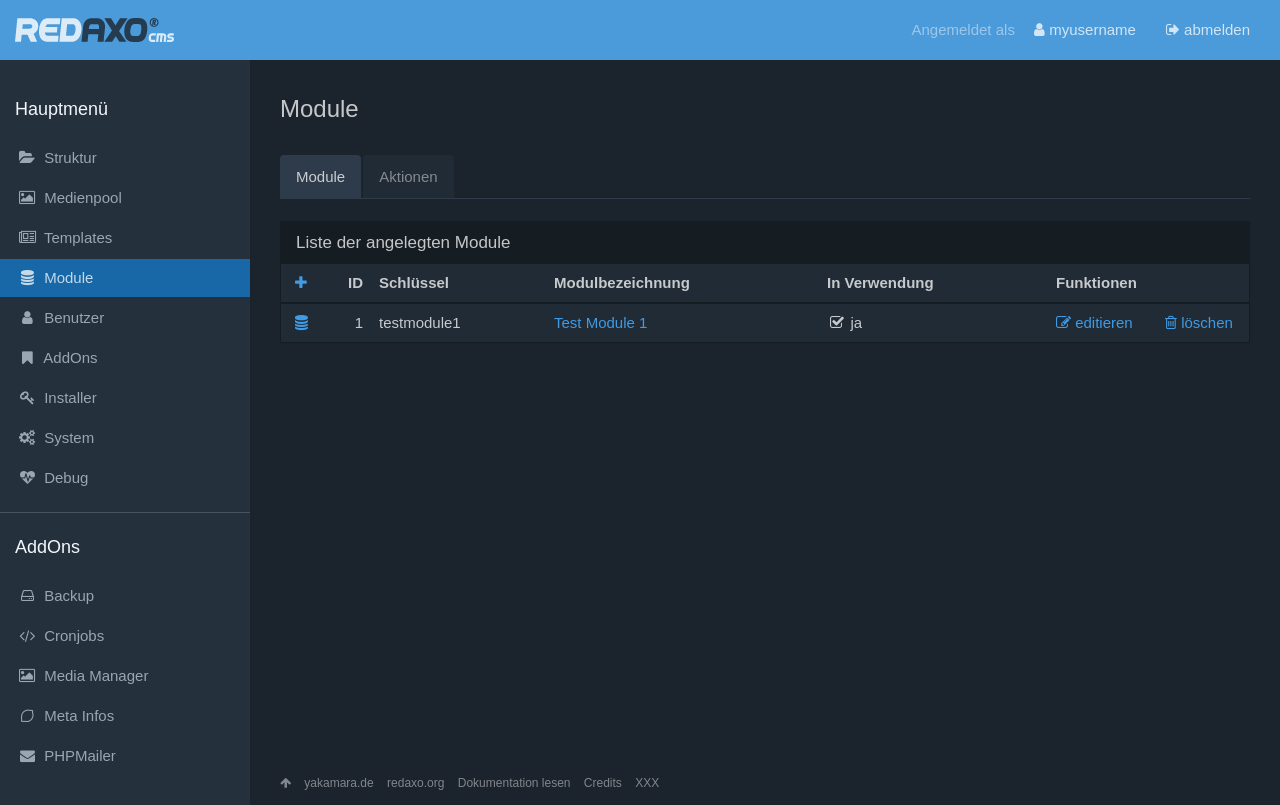 REDAXO® cms
Angemeldet als myusername abmelden
Hauptmenü
Struktur
Medienpool
Templates
Module
Benutzer
AddOns
Installer
System
Debug
AddOns
Backup
Cronjobs
Media Manager
Meta Infos
PHPMailer
Module
Module Aktionen
Liste der angelegten Module
ID Schlüssel Modulbezeichnung In Verwendung Funktionen
1 testmodule1 Test Module 1 ja editieren löschen
yakamara.de redaxo.org Dokumentation lesen Credits XXX